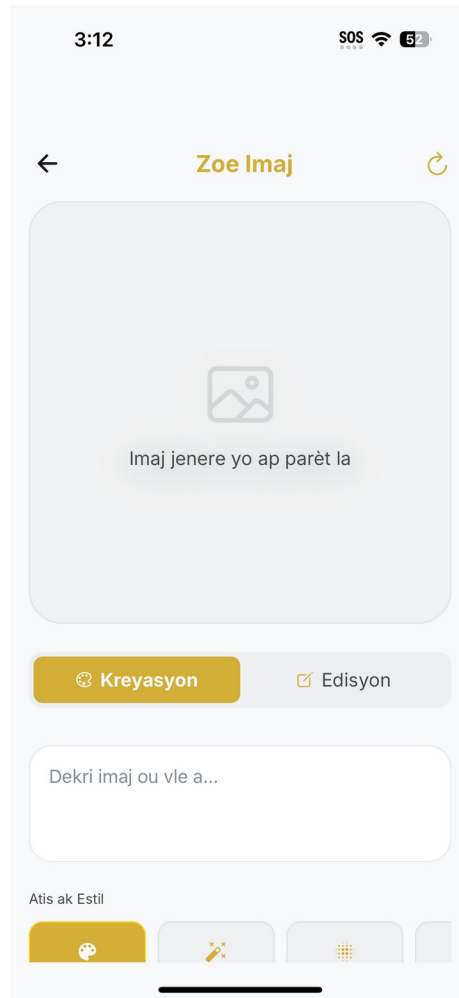 3:12
SOS
52
Zoe Imaj
Imaj jenere yo ap parèt la
Kreyasyon
Edisyon
Dekri imaj ou vle a...
Atis ak Estil